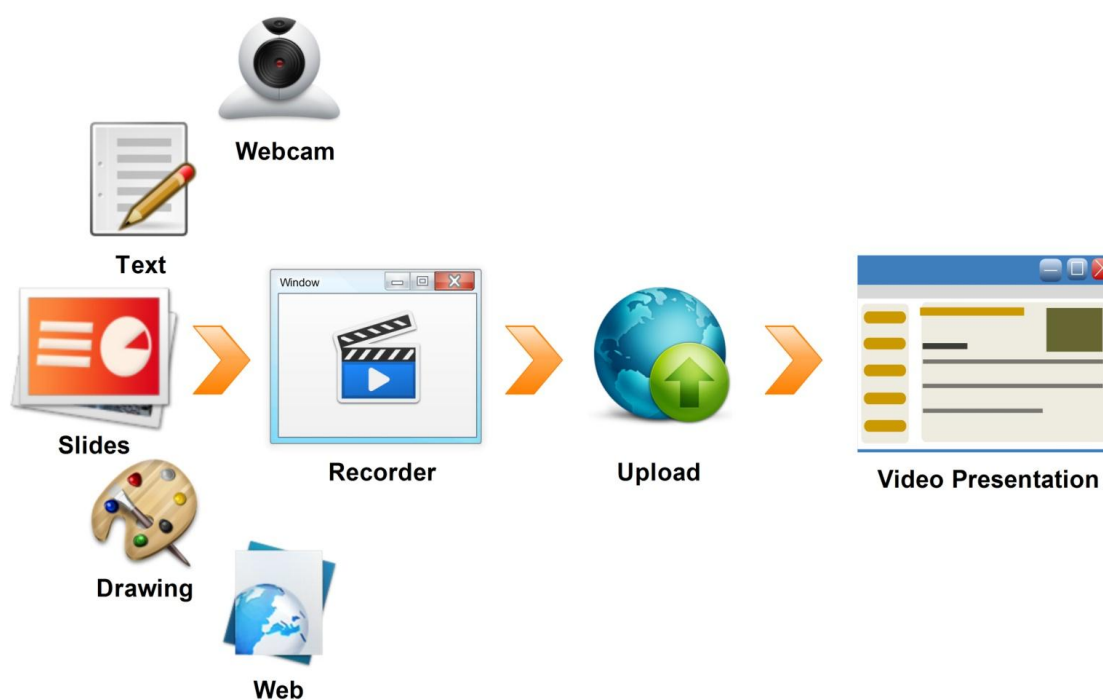 Webcam
Text
Window
Slides
Recorder
Upload
Video Presentation
Drawing
Web